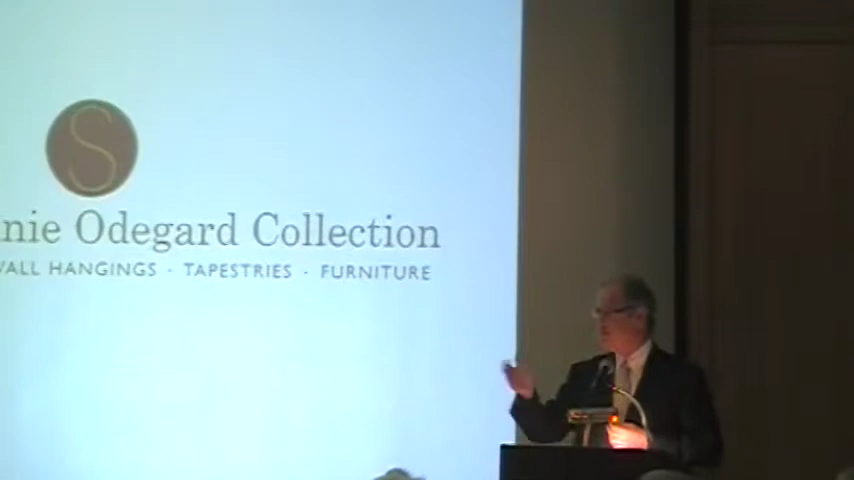 S
nie Odegard Collection
WALL HANGINGS · TAPESTRIES · FURNITURE